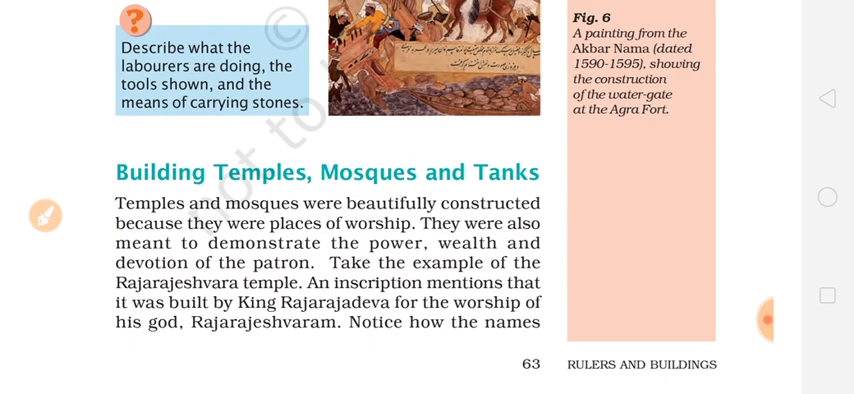 ?
Describe what the
labourers are doing, the
tools shown, and the
means of carrying stones.
Fig. 6
A painting from the
Akbar Nama (dated
1590-1595), showing
the construction
of the water-gate
at the Agra Fort.
©
not to
Building Temples, Mosques and Tanks
Temples and mosques were beautifully constructed
because they were places of worship. They were also
meant to demonstrate the power, wealth and
devotion of the patron. Take the example of the
Rajarajeshvara temple. An inscription mentions that
it was built by King Rajarajadeva for the worship of
his god, Rajarajeshvaram. Notice how the names
63
RULERS AND BUILDINGS